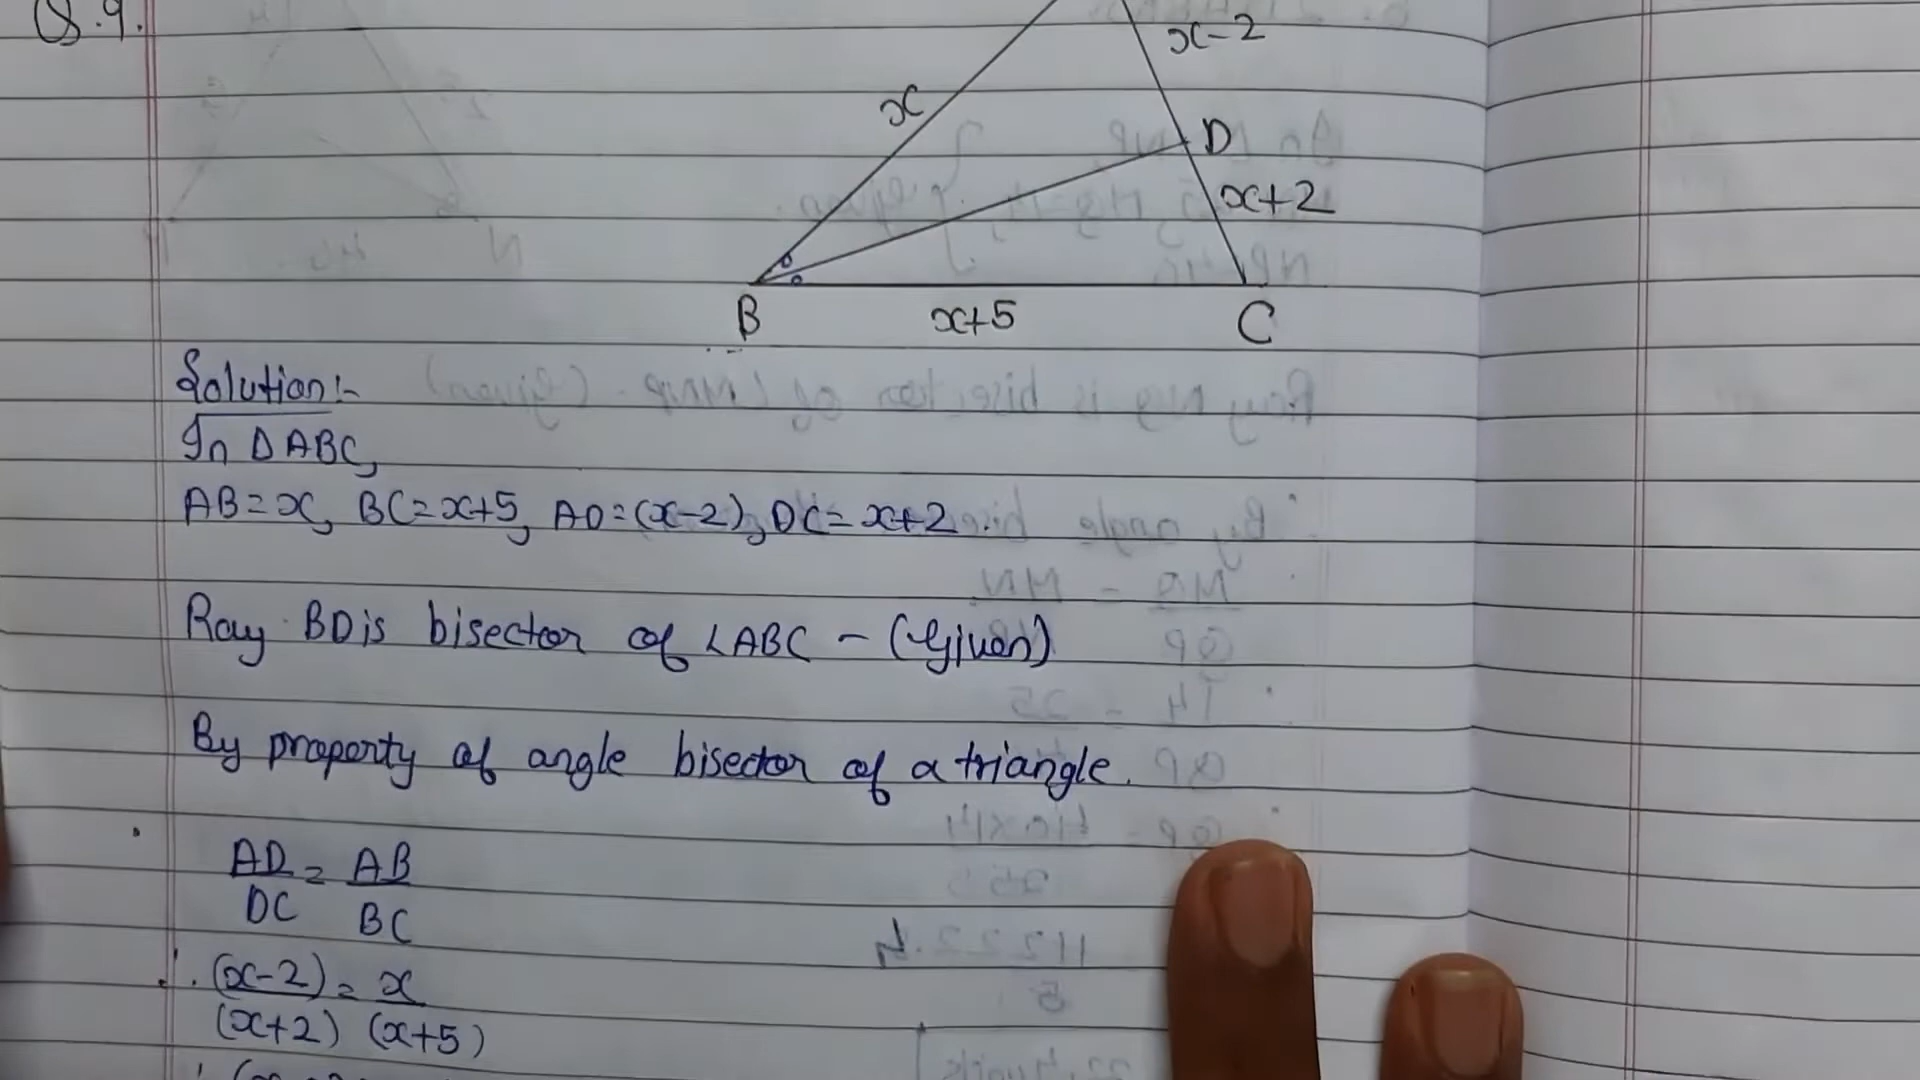 Q.9.
x-2
x
D
x+2
B
x+5
C
Solution:-
In ΔABC,
AB=x, BC=x+5, AD=(x-2), DC=x+2
Ray BD is bisector of ∠ABC - (Given)
By property of angle bisector of a triangle.
AD = AB
DC BC
∴ (x-2) = x
(x+2) (x+5)